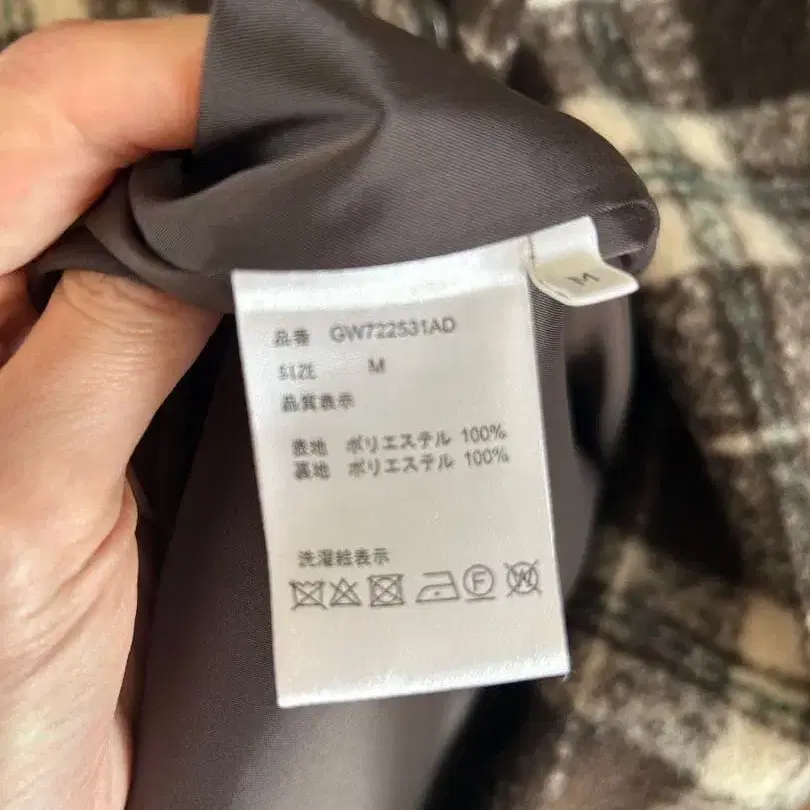 品番 GW722531AD
SIZE M
品質表示
表地 ポリエステル 100%
裏地 ポリエステル 100%
洗濯絵表示
F W
M